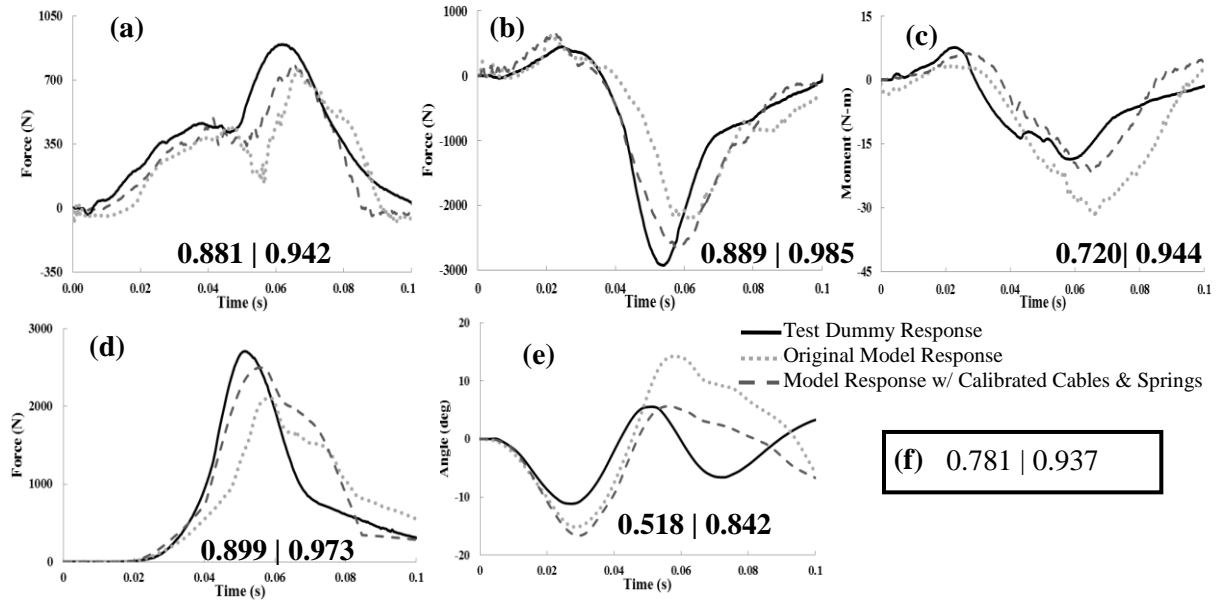 (a)
Force (N)
1050
700
350
0
-350
0.00
0.02
0.04
0.06
0.08
0.1
Time (s)
0.881 | 0.942
(b)
Force (N)
1000
0
-1000
-2000
-3000
0
0.02
0.04
0.06
0.08
0.1
Time (s)
0.889 | 0.985
(c)
Moment (N-m)
15
0
-15
-30
-45
0
0.02
0.04
0.06
0.08
0.1
Time (s)
0.720| 0.944
(d)
Force (N)
3000
2000
1000
0
0
0.02
0.04
0.06
0.08
0.1
Time (s)
0.899 | 0.973
(e)
Angle (deg)
20
10
0
-10
-20
0
0.02
0.04
0.06
0.08
0.1
Time (s)
0.518 | 0.842
Test Dummy Response
Original Model Response
Model Response w/ Calibrated Cables & Springs
(f) 0.781 | 0.937